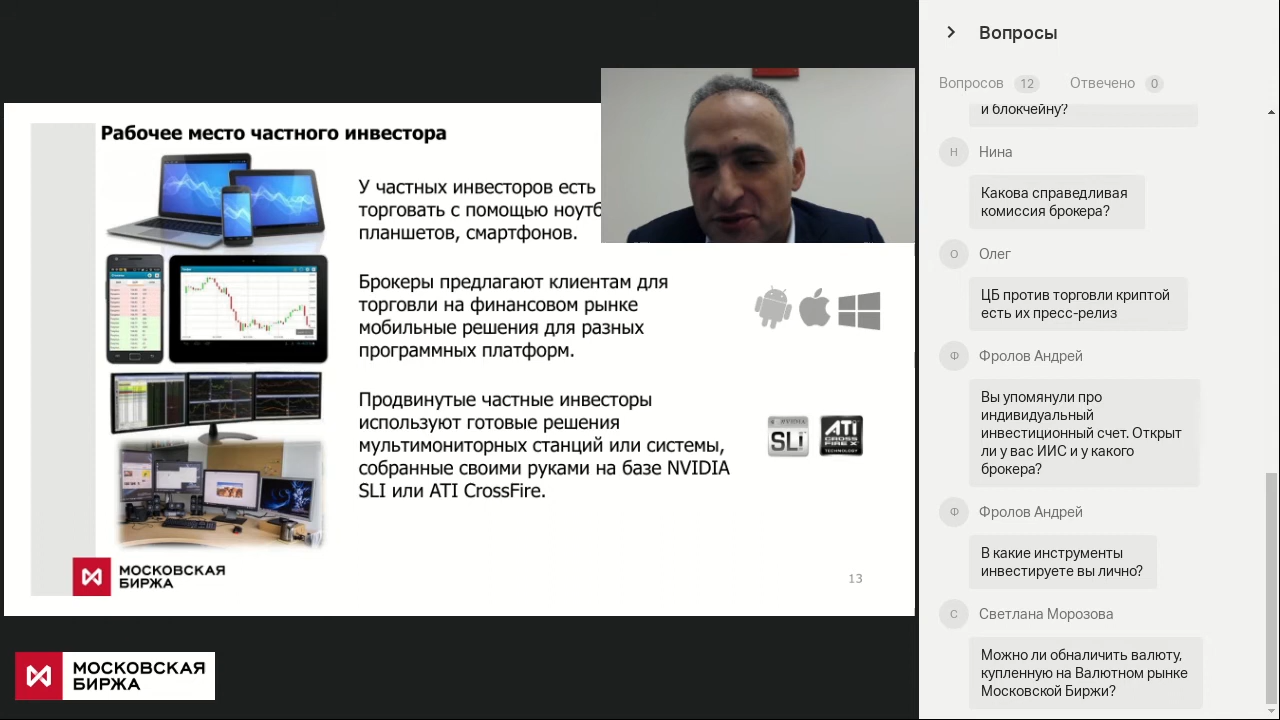 Рабочее место частного инвестора
У частных инвесторов есть
торговать с помощью ноутб
планшетов, смартфонов.
Брокеры предлагают клиентам для
торговли на финансовом рынке
мобильные решения для разных
программных платформ.
Продвинутые частные инвесторы
используют готовые решения
мультимониторных станций или системы,
собранные своими руками на базе NVIDIA
SLI или ATI CrossFire.
NVIDIA
SLI
ATI
CROSS
FIRE X
TECHNOLOGY
МОСКОВСКАЯ
БИРЖА
13
МОСКОВСКАЯ
БИРЖА
Вопросы
Вопросов 12 Отвечено 0
и блокчейну?
Н Нина
Какова справедливая
комиссия брокера?
О Олег
ЦБ против торговли криптой
есть их пресс-релиз
Ф Фролов Андрей
Вы упомянули про
индивидуальный
инвестиционный счет. Открыт
ли у вас ИИС и у какого
брокера?
Ф Фролов Андрей
В какие инструменты
инвестируете вы лично?
С Светлана Морозова
Можно ли обналичить валюту,
купленную на Валютном рынке
Московской Биржи?